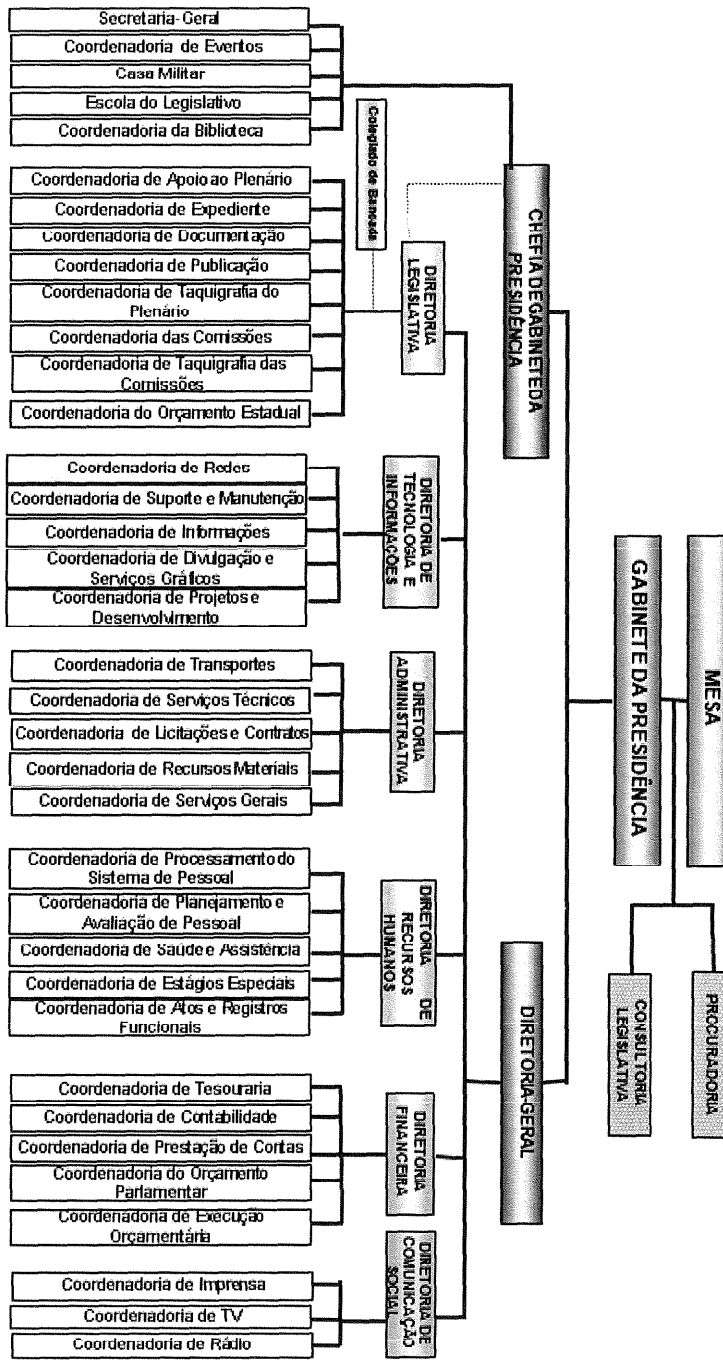 MESA
GABINETE DA PRESIDÊNCIA
PROCURADORIA
CONSULTORIA
LEGISLATIVA
CHEFIA DE GABINETE DA
PRESIDÊNCIA
DIRETORIA-GERAL
Secretaria-Geral
Coordenadoria de Eventos
Casa Militar
Escola do Legislativo
Coordenadoria da Biblioteca
Colegiado de Bancada
DIRETORIA
LEGISLATIVA
Coordenadoria de Apoio ao Plenário
Coordenadoria de Expediente
Coordenadoria de Documentação
Coordenadoria de Publicação
Coordenadoria de Taquigrafia do
Plenário
Coordenadoria das Comissões
Coordenadoria de Taquigrafia das
Comissões
Coordenadoria do Orçamento Estadual
DIRETORIA DE
TECNOLOGIA E
INFORMAÇÕES
Coordenadoria de Redes
Coordenadoria de Suporte e Manutenção
Coordenadoria de Informações
Coordenadoria de Divulgação e
Serviços Gráficos
Coordenadoria de Projetos e
Desenvolvimento
DIRETORIA
ADMINISTRATIVA
Coordenadoria de Transportes
Coordenadoria de Serviços Técnicos
Coordenadoria de Licitações e Contratos
Coordenadoria de Recursos Materiais
Coordenadoria de Serviços Gerais
DIRETORIA DE
RECURSOS
HUMANOS
Coordenadoria de Processamento do
Sistema de Pessoal
Coordenadoria de Planejamento e
Avaliação de Pessoal
Coordenadoria de Saúde e Assistência
Coordenadoria de Estágios Especiais
Coordenadoria de Atos e Registros
Funcionais
DIRETORIA
FINANCEIRA
Coordenadoria de Tesouraria
Coordenadoria de Contabilidade
Coordenadoria de Prestação de Contas
Coordenadoria do Orçamento
Parlamentar
Coordenadoria de Execução
Orçamentária
DIRETORIA DE
COMUNICAÇÃO
SOCIAL
Coordenadoria de Imprensa
Coordenadoria de TV
Coordenadoria de Rádio